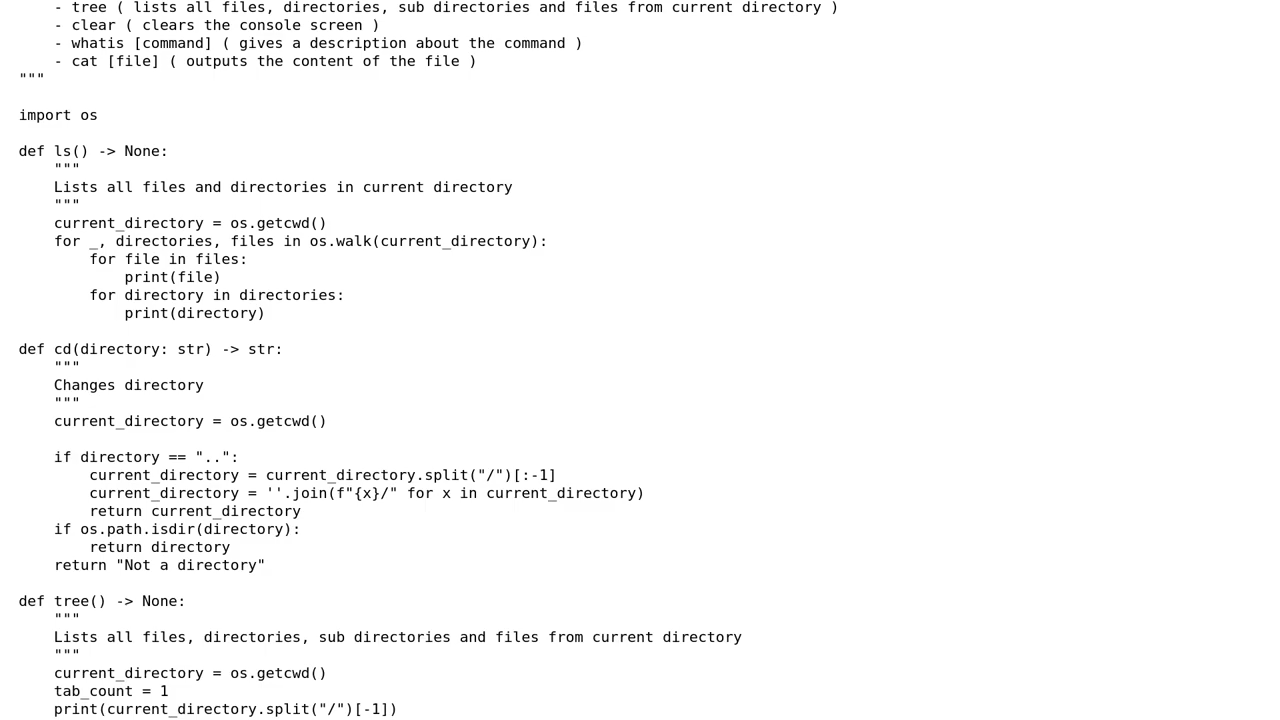 - tree ( lists all files, directories, sub directories and files from current directory )
    - clear ( clears the console screen )
    - whatis [command] ( gives a description about the command )
    - cat [file] ( outputs the content of the file )
"""

import os

def ls() -> None:
    """
    Lists all files and directories in current directory
    """
    current_directory = os.getcwd()
    for _, directories, files in os.walk(current_directory):
        for file in files:
            print(file)
        for directory in directories:
            print(directory)

def cd(directory: str) -> str:
    """
    Changes directory
    """
    current_directory = os.getcwd()

    if directory == "..":
        current_directory = current_directory.split("/")[:-1]
        current_directory = ''.join(f"{x}/" for x in current_directory)
        return current_directory
    if os.path.isdir(directory):
        return directory
    return "Not a directory"

def tree() -> None:
    """
    Lists all files, directories, sub directories and files from current directory
    """
    current_directory = os.getcwd()
    tab_count = 1
    print(current_directory.split("/")[-1])